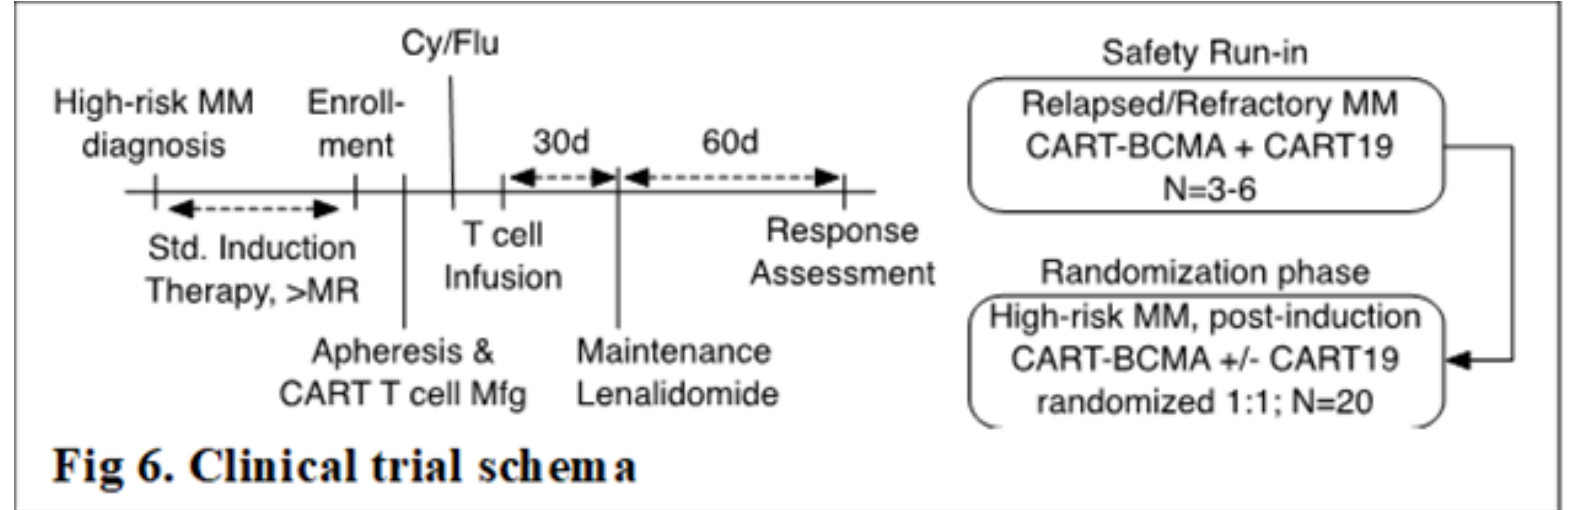 Cy/Flu
High-risk MM
diagnosis
Enroll-
ment
30d
60d
Std. Induction
Therapy, >MR
T cell
Infusion
Response
Assessment
Apheresis &
CART T cell Mfg
Maintenance
Lenalidomide
Safety Run-in
Relapsed/Refractory MM
CART-BCMA + CART19
N=3-6
Randomization phase
High-risk MM, post-induction
CART-BCMA +/- CART19
randomized 1:1; N=20
Fig 6. Clinical trial schema